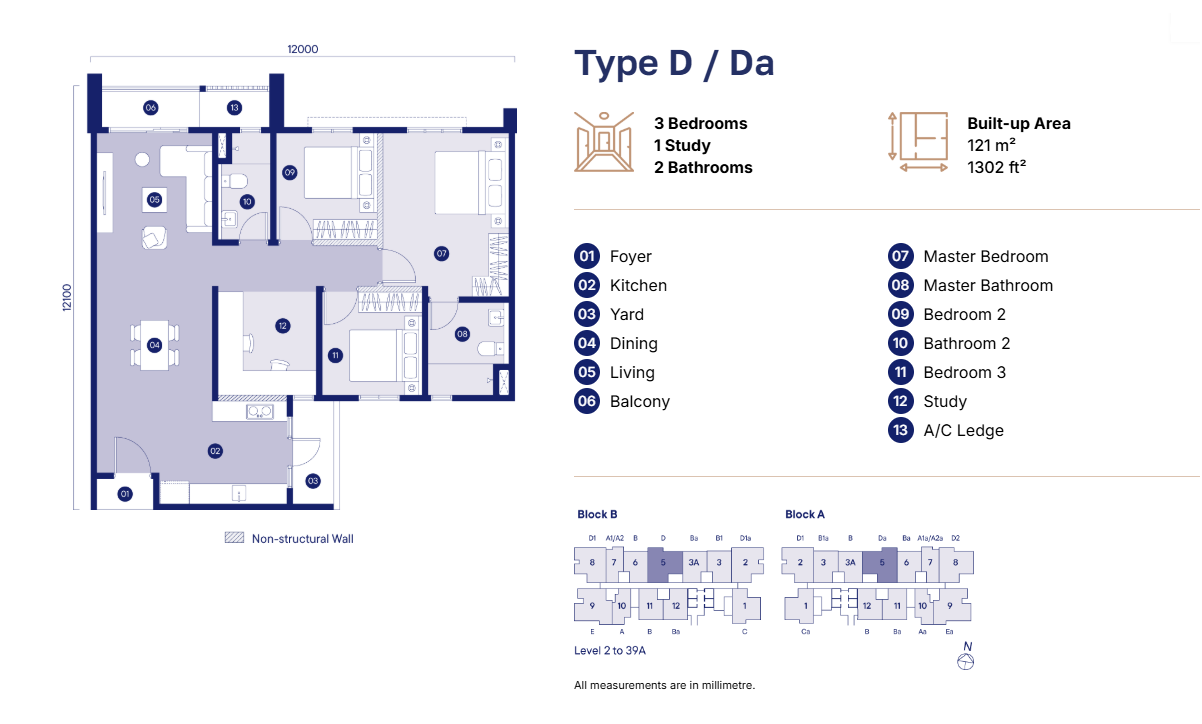 12000
12100
06
13
09
05
10
07
12
04
08
11
02
01
03
Non-structural Wall
Type D / Da
3 Bedrooms
1 Study
2 Bathrooms
Built-up Area
121 m²
1302 ft²
01 Foyer
02 Kitchen
03 Yard
04 Dining
05 Living
06 Balcony
07 Master Bedroom
08 Master Bathroom
09 Bedroom 2
10 Bathroom 2
11 Bedroom 3
12 Study
13 A/C Ledge
Block B
D1 A1/A2 B D Ba B1 D1a
8 7 6 5 3A 3 2
9 10 11 12 1
E A B Ba C
Level 2 to 39A
Block A
D1 B1a B Da Ba A1a/A2a D2
2 3 3A 5 6 7 8
1 12 11 10 9
Ca B Ba Aa Ea
N
All measurements are in millimetre.